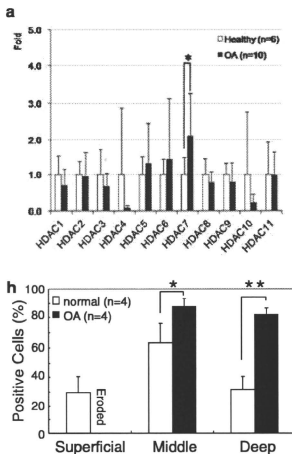 a
Fold
5.0
4.0
3.0
2.0
1.0
0.0
Healthy (n=6)
OA (n=10)
*
HDAC1
HDAC2
HDAC3
HDAC4
HDAC5
HDAC6
HDAC7
HDAC8
HDAC9
HDAC10
HDAC11
h
Positive Cells (%)
100
80
60
40
20
0
normal (n=4)
OA (n=4)
*
**
Eroded
Superficial Middle Deep